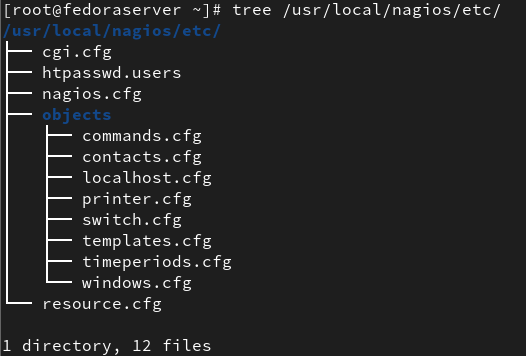 [root@fedoraserver ~]# tree /usr/local/nagios/etc/
/usr/local/nagios/etc/
├── cgi.cfg
├── htpasswd.users
├── nagios.cfg
├── objects
│   ├── commands.cfg
│   ├── contacts.cfg
│   ├── localhost.cfg
│   ├── printer.cfg
│   ├── switch.cfg
│   ├── templates.cfg
│   ├── timeperiods.cfg
│   └── windows.cfg
└── resource.cfg

1 directory, 12 files